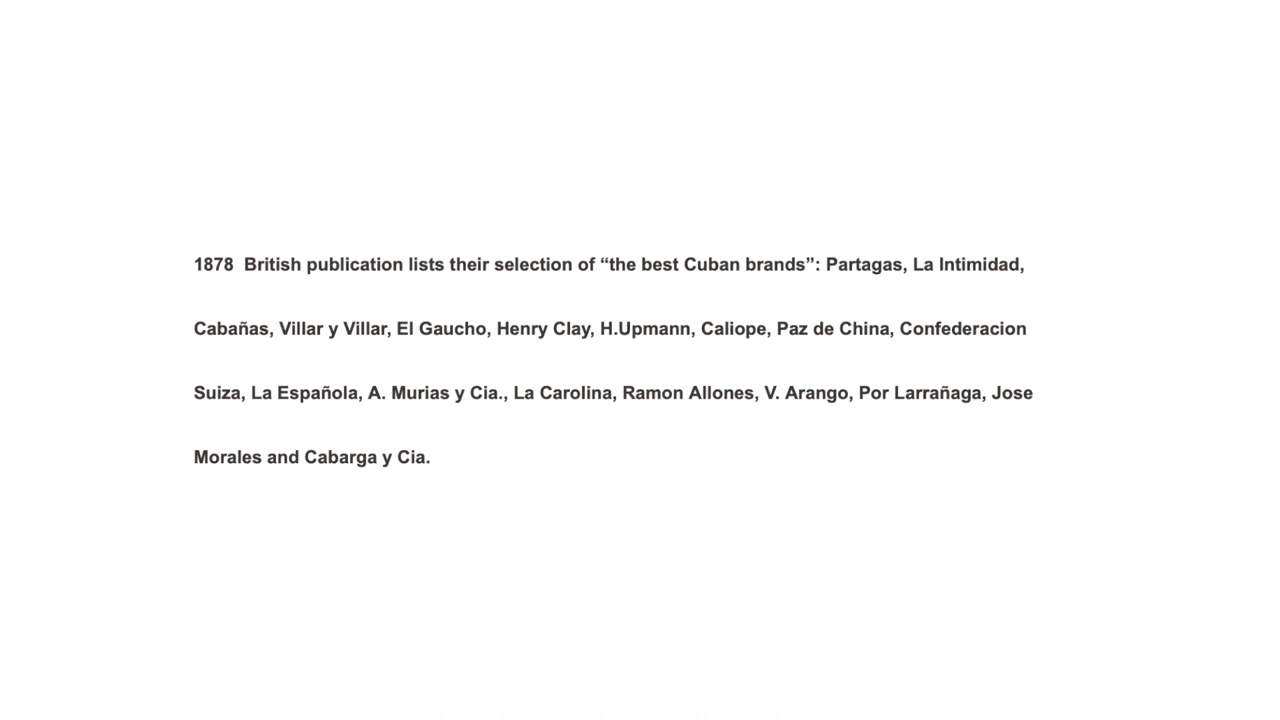 1878  British publication lists their selection of “the best Cuban brands”: Partagas, La Intimidad,
Cabañas, Villar y Villar, El Gaucho, Henry Clay, H.Upmann, Caliope, Paz de China, Confederacion
Suiza, La Española, A. Murias y Cia., La Carolina, Ramon Allones, V. Arango, Por Larrañaga, Jose
Morales and Cabarga y Cia.